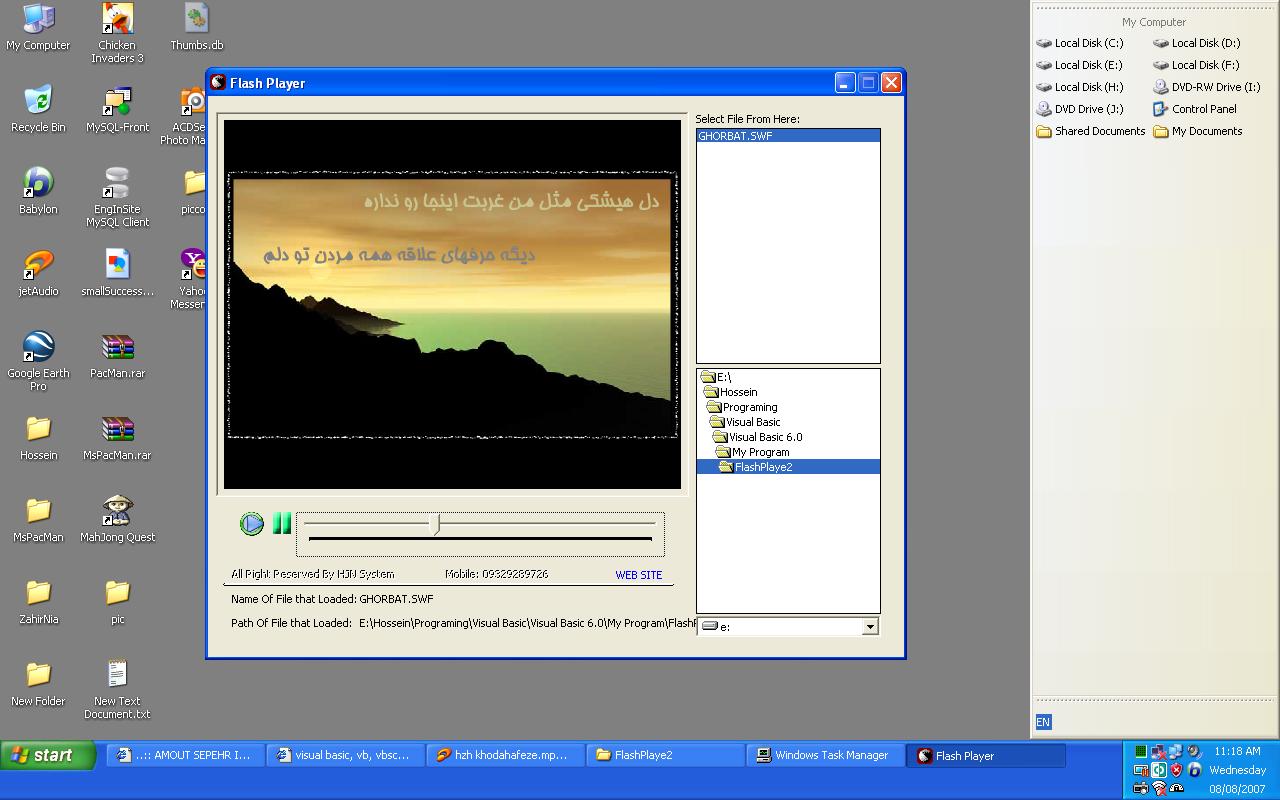 My Computer
Chicken
Invaders 3
Thumbs.db
Recycle Bin
MySQL-Front
ACDSe
Photo Ma
Babylon
EngInSite
MySQL Client
picco
jetAudio
smallSuccess...
Yaho
Messen
Google Earth
Pro
PacMan.rar
Hossein
MsPacMan.rar
MsPacMan
MahJong Quest
ZahirNia
pic
New Folder
New Text
Document.txt
Flash Player
دل هیشکی مثل من غربت اینجا رو نداره
دیگه حرفهای علاقه همه مردن تو دلم
Select File From Here:
GHORBAT.SWF
E:\
Hossein
Programing
Visual Basic
Visual Basic 6.0
My Program
FlashPlaye2
e:
All Right Reserved By HJN System
Mobile: 09329289726
WEB SITE
Name Of File that Loaded: GHORBAT.SWF
Path Of File that Loaded: E:\Hossein\Programing\Visual Basic\Visual Basic 6.0\My Program\FlashP
My Computer
Local Disk (C:)
Local Disk (D:)
Local Disk (E:)
Local Disk (F:)
Local Disk (H:)
DVD-RW Drive (I:)
DVD Drive (J:)
Control Panel
Shared Documents
My Documents
EN
start
..:: AMOUT SEPEHR I...
visual basic, vb, vbsc...
hzh khodahafeze.mp...
FlashPlaye2
Windows Task Manager
Flash Player
11:18 AM
Wednesday
08/08/2007